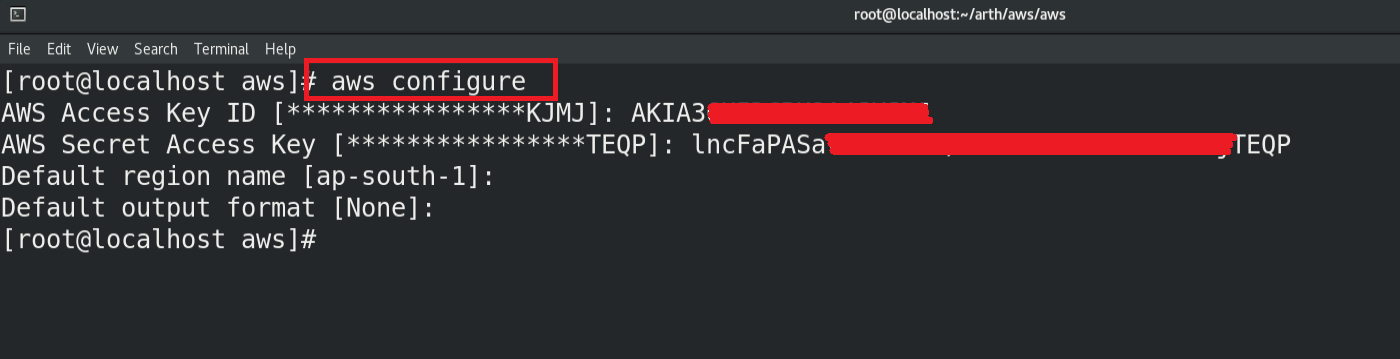 root@localhost:~/arth/aws/aws
File Edit View Search Terminal Help
[root@localhost aws]# aws configure
AWS Access Key ID [****************KJMJ]: AKIA3
AWS Secret Access Key [****************TEQP]: lncFaPASa TEQP
Default region name [ap-south-1]:
Default output format [None]:
[root@localhost aws]#